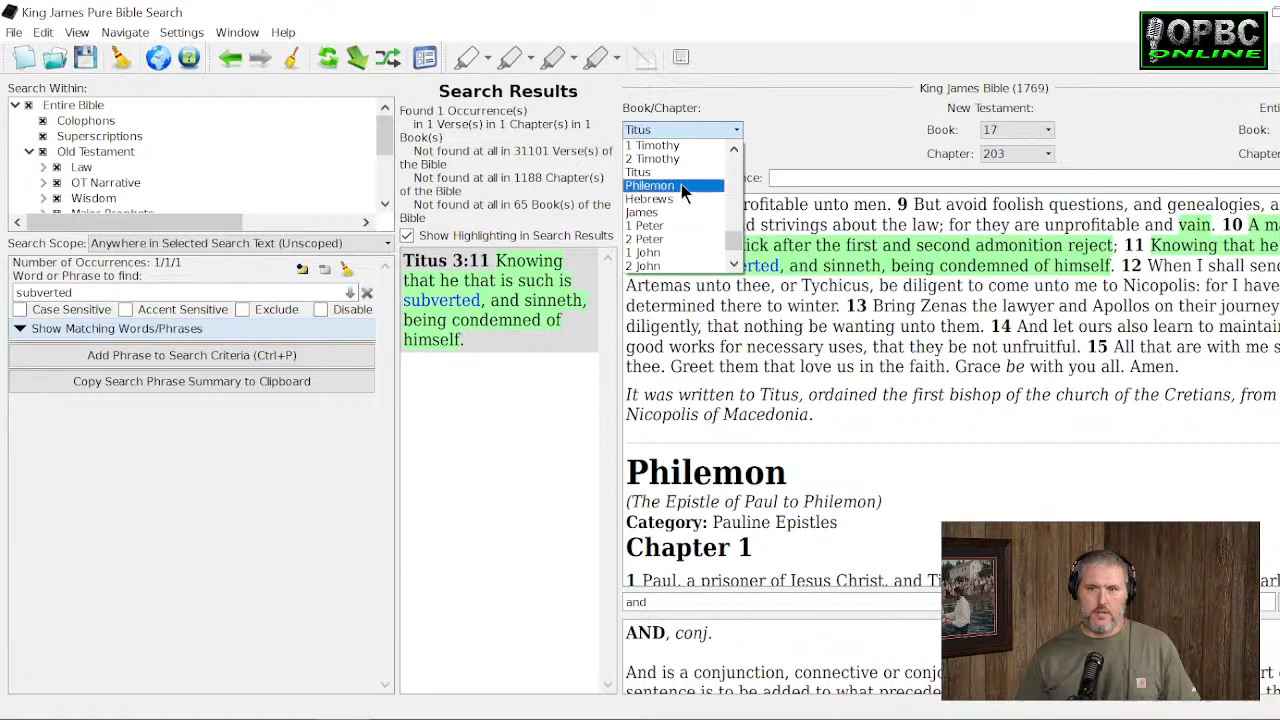 King James Pure Bible Search
File Edit View Navigate Settings Window Help
OPBC
ONLINE
Search Within:
Entire Bible
Colophons
Superscriptions
Old Testament
Law
OT Narrative
Wisdom
Search Scope: Anywhere in Selected Search Text (Unscoped)
Number of Occurrences: 1/1/1
Word or Phrase to find:
subverted
Case Sensitive Accent Sensitive Exclude Disable
Show Matching Words/Phrases
Add Phrase to Search Criteria (Ctrl+P)
Copy Search Phrase Summary to Clipboard
Search Results
Found 1 Occurrence(s)
in 1 Verse(s) in 1 Chapter(s) in 1
Book(s)
Not found at all in 31101 Verse(s) of
the Bible
Not found at all in 1188 Chapter(s)
of the Bible
Not found at all in 65 Book(s) of the
Bible
Show Highlighting in Search Results
Titus 3:11 Knowing
that he that is such is
subverted, and sinneth,
being condemned of
himself.
King James Bible (1769)
Book/Chapter: New Testament:
Titus Book: 17 Book:
Chapter: 203
1 Timothy
2 Timothy
Titus
Philemon
Hebrews
James
1 Peter
2 Peter
1 John
2 John
unto men. 9 But avoid foolish questions, and genealogies,
and strivings about the law; for they are unprofitable and vain. 10
after the first and second admonition reject; 11 Knowing that he
and sinneth, being condemned of himself. 12 When I shall
Artemas unto thee, or Tychicus, be diligent to come unto me to Nicopolis: for I have
determined there to winter. 13 Bring Zenas the lawyer and Apollos on their journey
diligently, that nothing be wanting unto them. 14 And let ours also learn to maintain
good works for necessary uses, that they be not unfruitful. 15 All that are with me
thee. Greet them that love us in the faith. Grace be with you all. Amen.
It was written to Titus, ordained the first bishop of the church of the Cretians, from
Nicopolis of Macedonia.
Philemon
(The Epistle of Paul to Philemon)
Category: Pauline Epistles
Chapter 1
1 Paul, a prisoner of Jesus Christ, and
and
AND, conj.
And is a conjunction, connective or
sentence is to be added to what